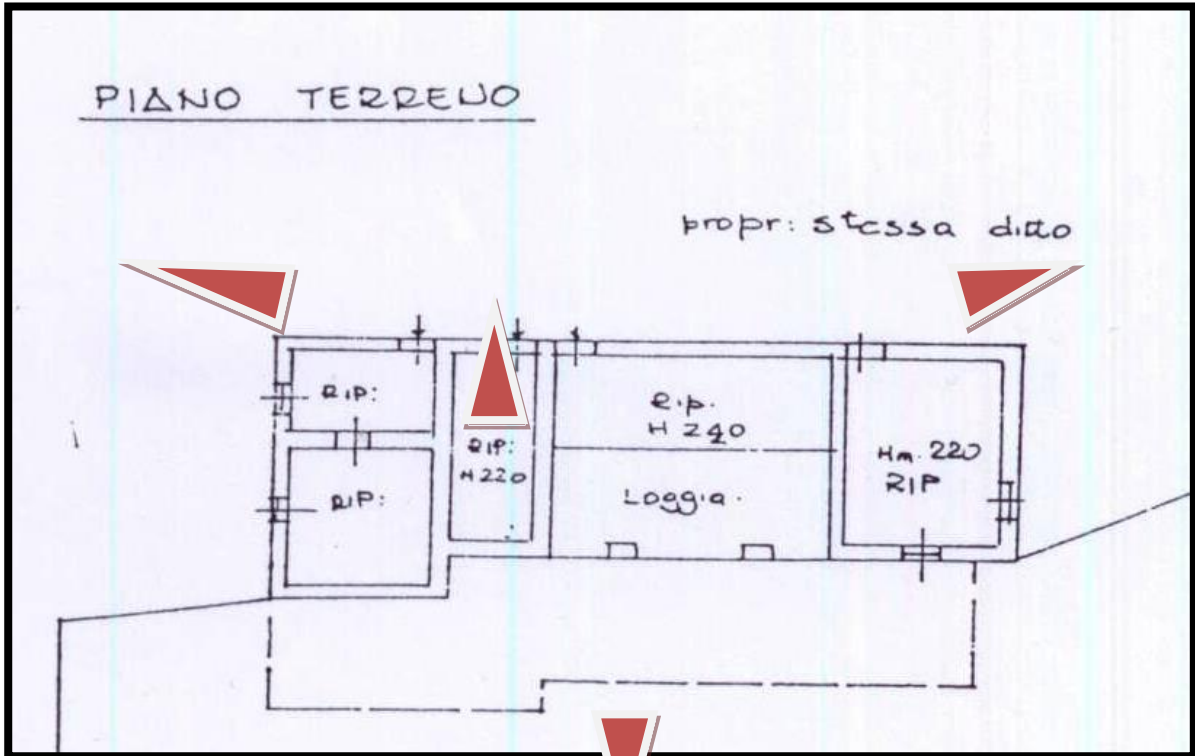 PIANO TERRENO
propr: stessa ditta
RIP:
RIP:
RIP:
H 220
R.p.
H 240
Loggia.
Hm. 220
RIP